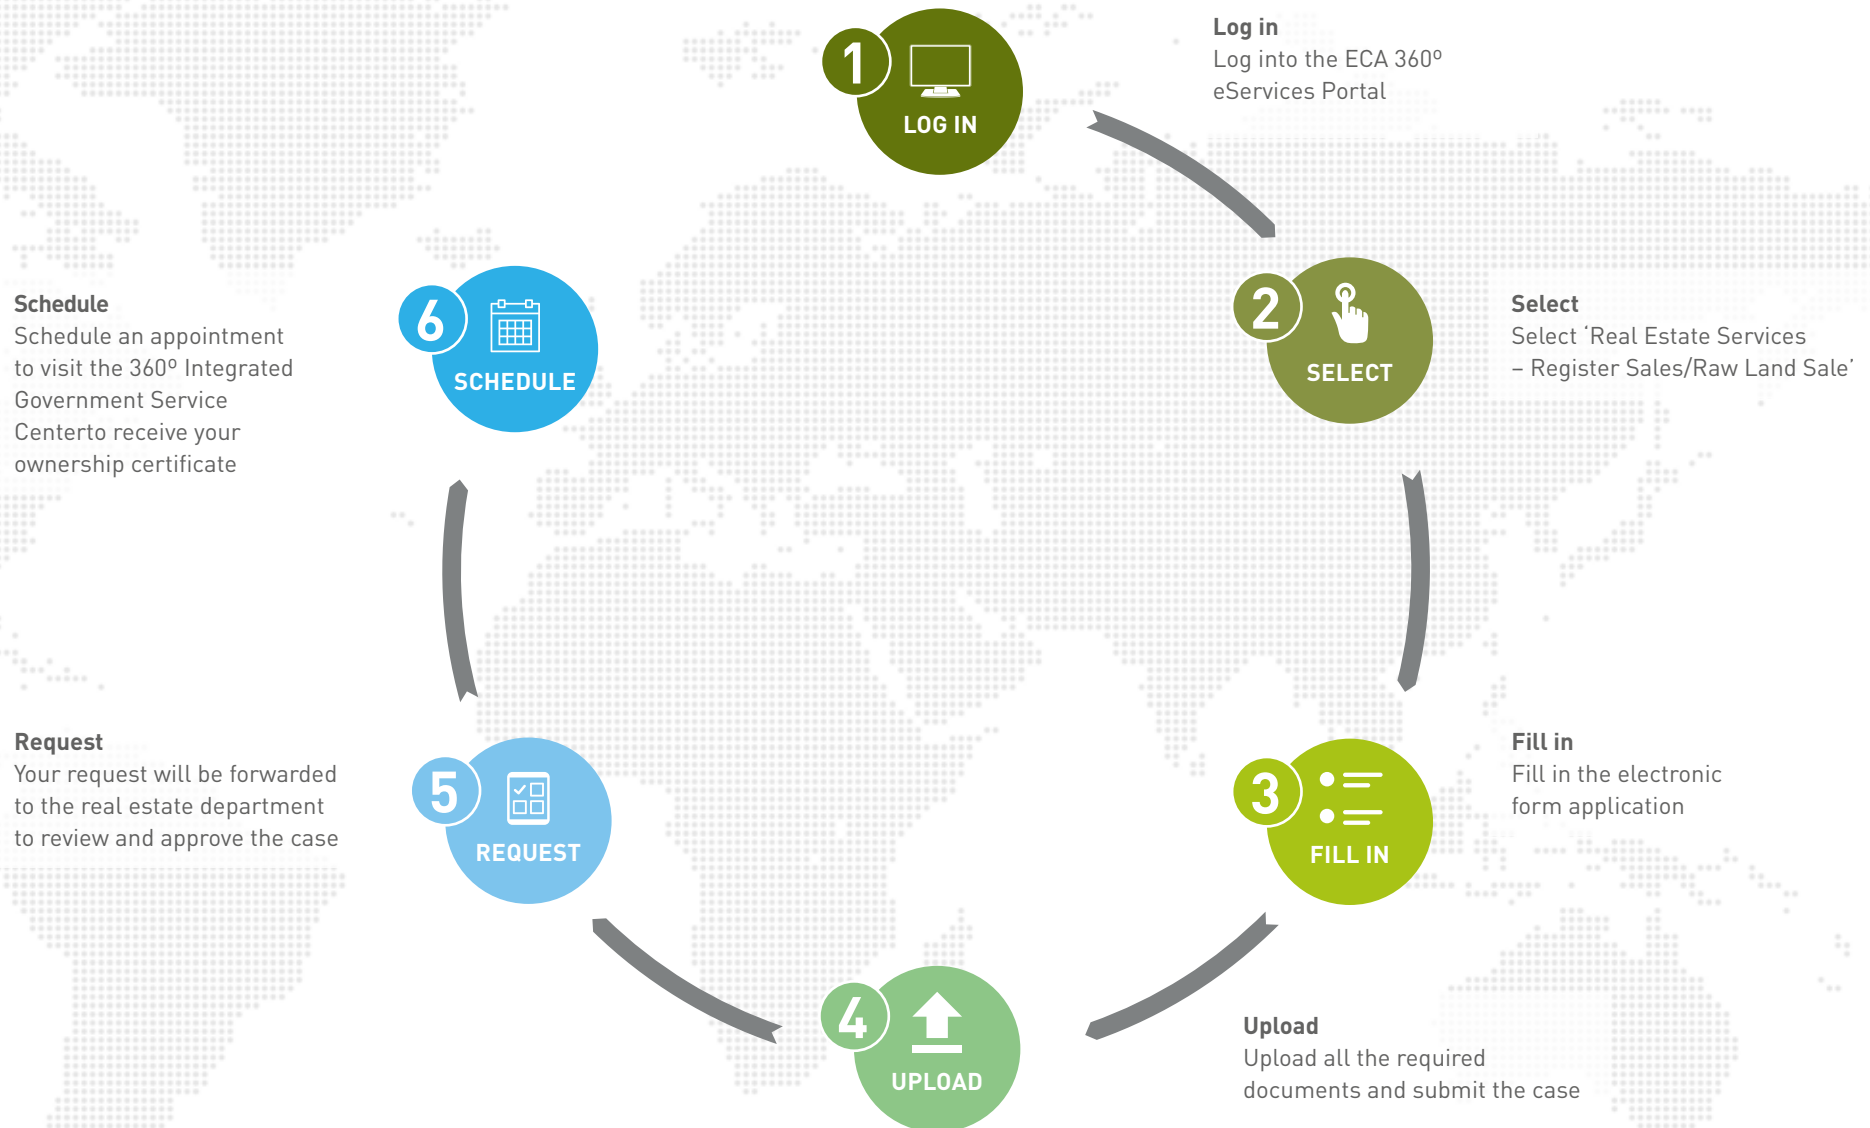 1
LOG IN
Log in
Log into the ECA 360º
eServices Portal
2
SELECT
Select
Select ‘Real Estate Services
– Register Sales/Raw Land Sale’
3
FILL IN
Fill in
Fill in the electronic
form application
4
UPLOAD
Upload
Upload all the required
documents and submit the case
5
REQUEST
Request
Your request will be forwarded
to the real estate department
to review and approve the case
6
SCHEDULE
Schedule
Schedule an appointment
to visit the 360º Integrated
Government Service
Centerto receive your
ownership certificate